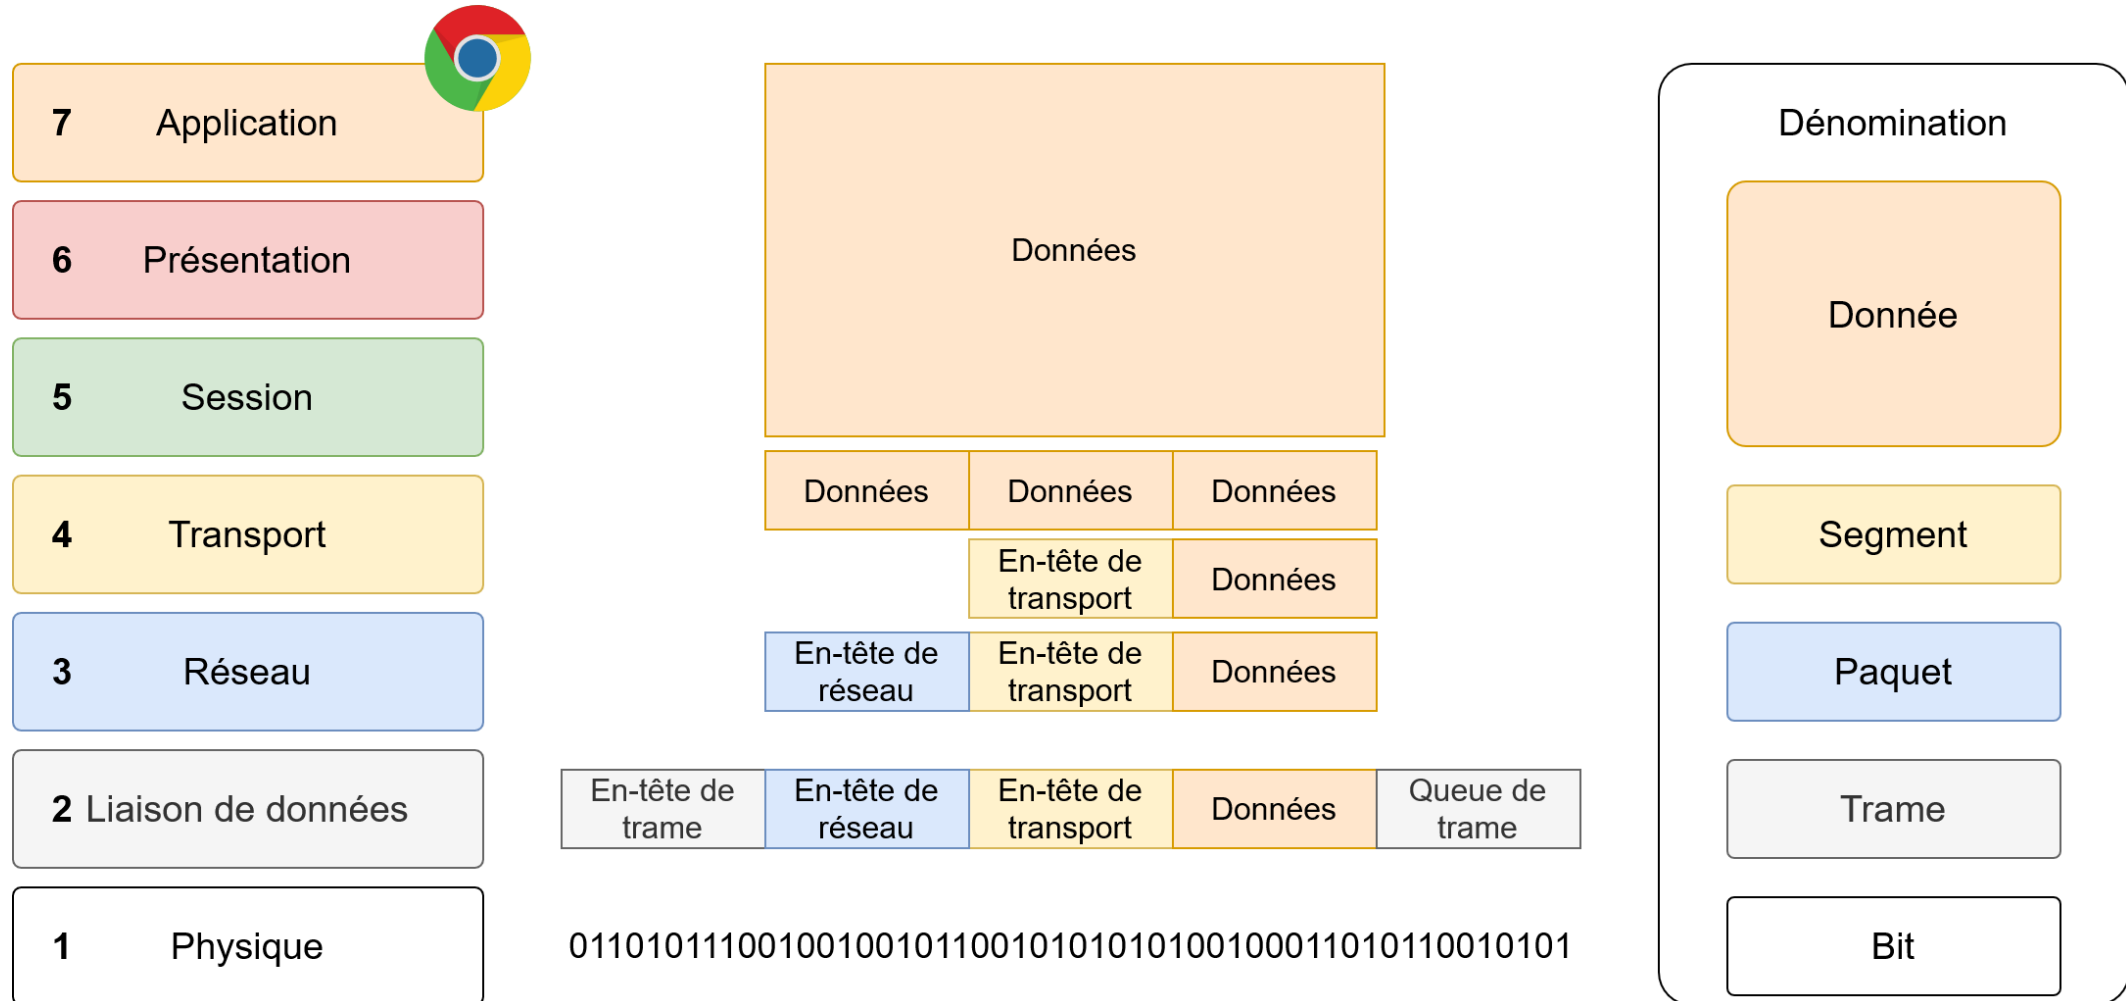 7 Application
6 Présentation
5 Session
4 Transport
3 Réseau
2 Liaison de données
1 Physique
Données
Données Données Données
En-tête de
transport
Données
En-tête de
réseau
En-tête de
transport
Données
En-tête de
trame
En-tête de
réseau
En-tête de
transport
Données
Queue de
trame
0110101110010010010110010101010100100011010110010101
Dénomination
Donnée
Segment
Paquet
Trame
Bit